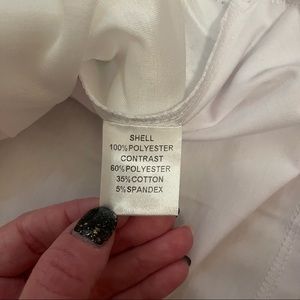 SHELL
100%POLYESTER
CONTRAST
60%POLYESTER
35%COTTON
5%SPANDEX